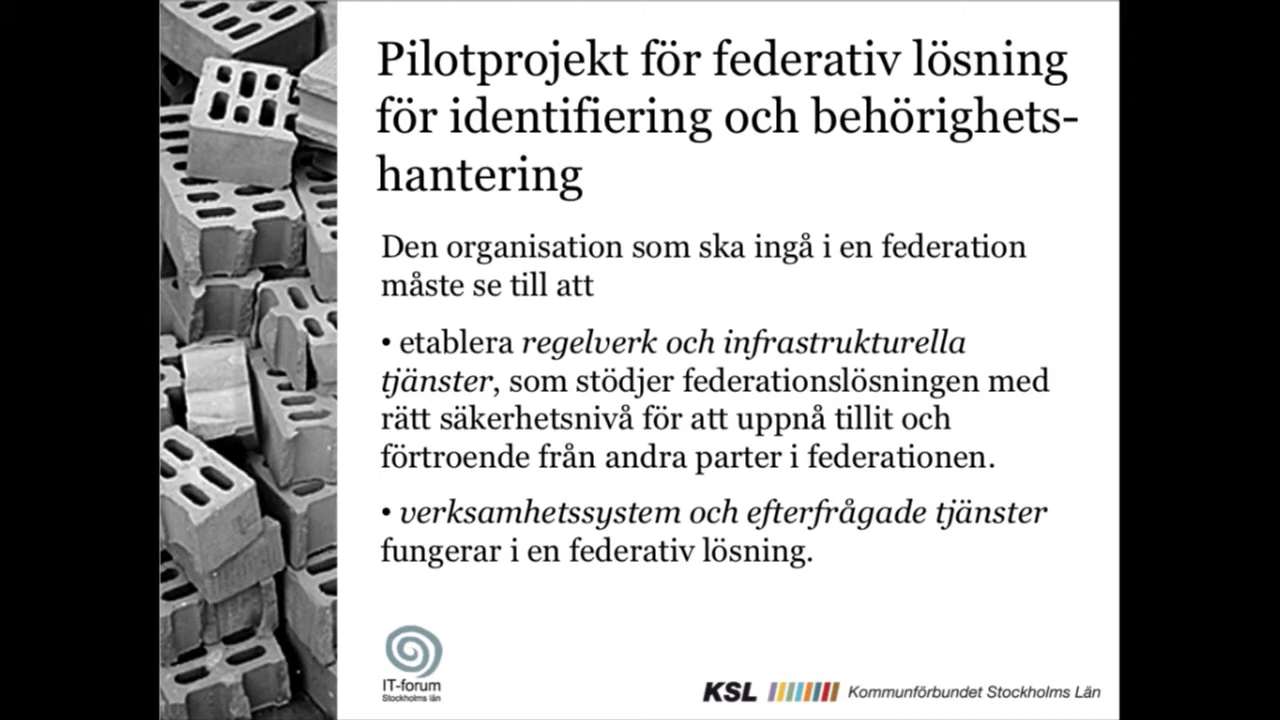 Pilotprojekt för federativ lösning
för identifiering och behörighets-
hantering
Den organisation som ska ingå i en federation
måste se till att
• etablera regelverk och infrastrukturella
tjänster, som stödjer federationslösningen med
rätt säkerhetsnivå för att uppnå tillit och
förtroende från andra parter i federationen.
• verksamhetssystem och efterfrågade tjänster
fungerar i en federativ lösning.
IT-forum
Stockholms län
KSL Kommunförbundet Stockholms Län